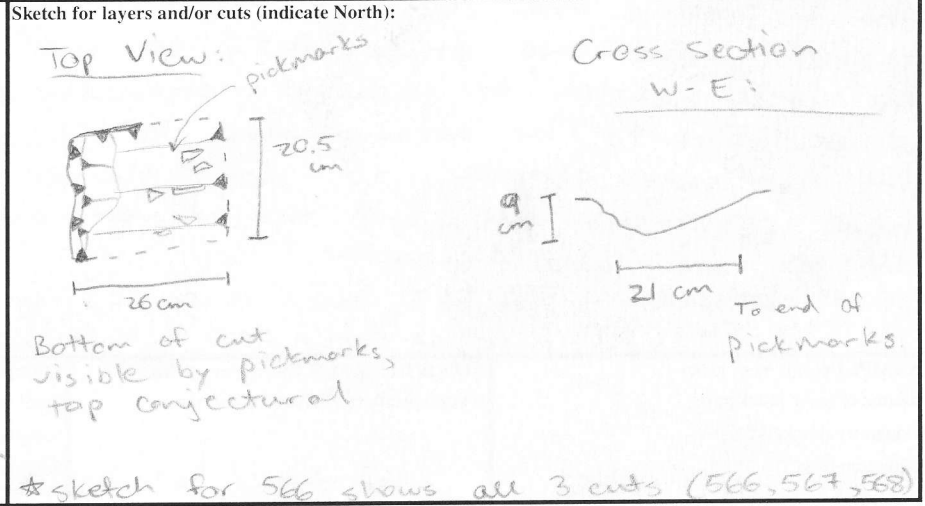 Sketch for layers and/or cuts (indicate North):
Top View:
pickmarks
20.5
cm
26 cm
Bottom of cut
visible by pickmarks,
top conjectural
Cross section
W-E:
9
cm
21 cm
To end of
pickmarks.
☆ sketch for 566 shows all 3 cuts (566, 567, 568)